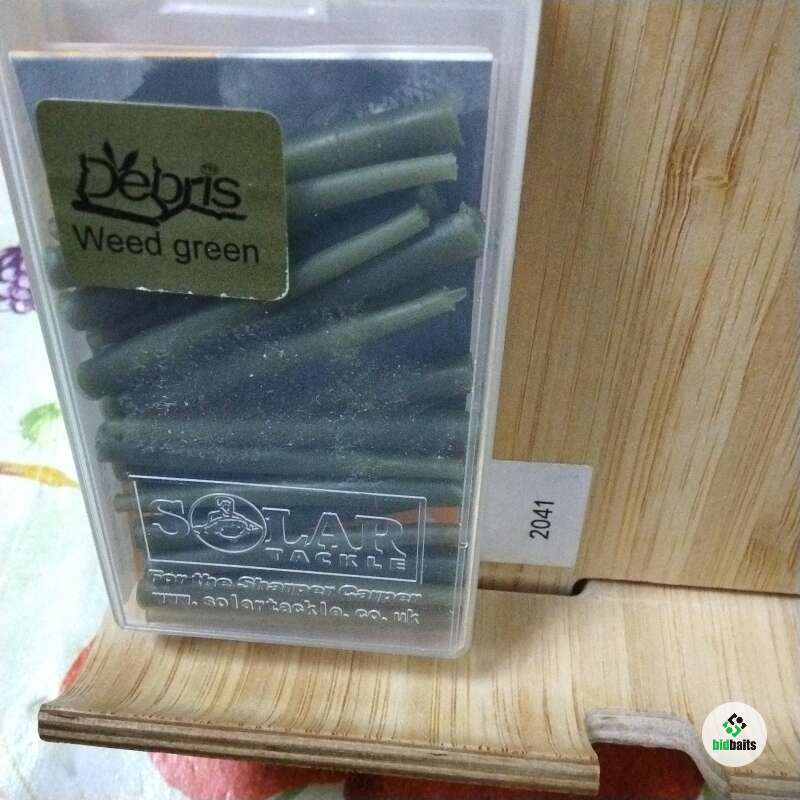 Debris
Weed green
SOLAR
TACKLE
For the Sharper Carper
www.solartackle.co.uk
2041
bidbaits